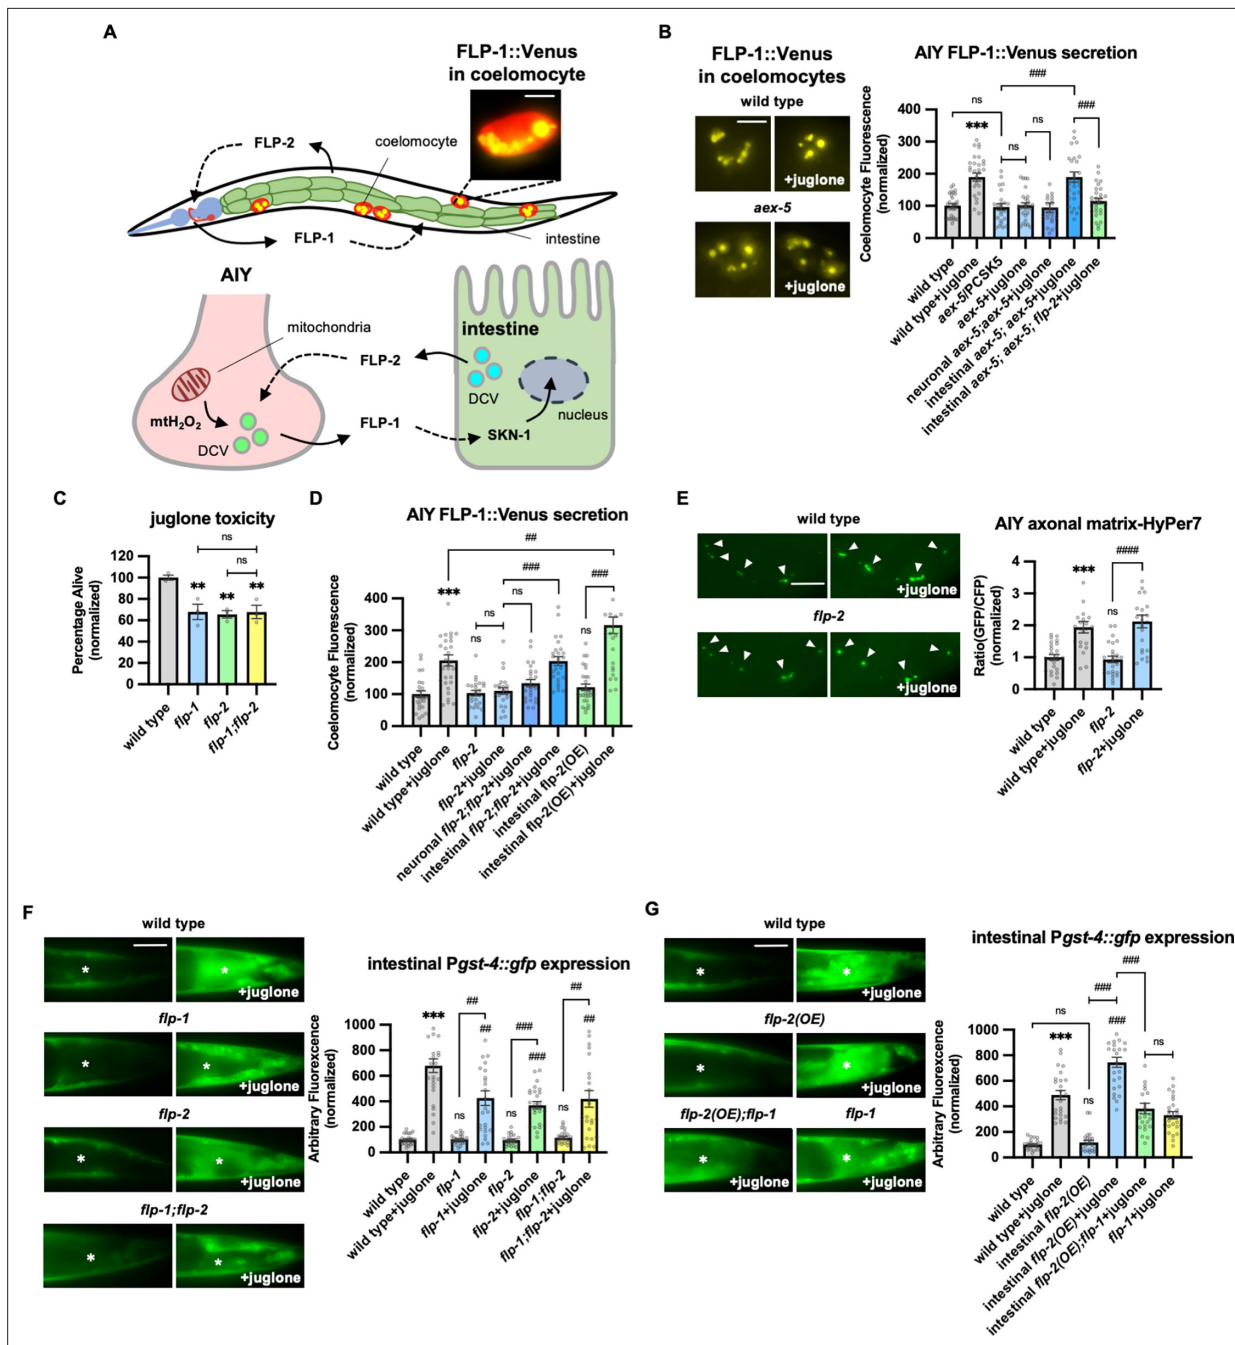 A
FLP-1::Venus
in coelomocyte
FLP-2
coelomocyte
FLP-1
intestine
AIY
mitochondria
mtH₂O₂
DCV
FLP-2
FLP-1
intestine
DCV
nucleus
SKN-1
B
FLP-1::Venus
in coelomocytes
wild type
+juglone
aex-5
+juglone
AIY FLP-1::Venus secretion
###
ns
###
***
ns
ns
Coelomocyte Fluorescence
(normalized)
400
300
200
100
0
wild type
wild type+juglone
aex-5/PCSK5
aex-5+juglone
neuronal aex-5;aex-5+juglone
intestinal aex-5; aex-5+juglone
intestinal aex-5; aex-5; flp-2+juglone
C
juglone toxicity
ns
ns
**
**
**
Percentage Alive
(normalized)
120
100
80
60
40
20
0
wild type
flp-1
flp-2
flp-1;flp-2
D
AIY FLP-1::Venus secretion
##
###
###
***
ns
ns
ns
ns
Coelomocyte Fluorescence
(normalized)
400
300
200
100
0
wild type
wild type+juglone
flp-2
flp-2+juglone
neuronal flp-2;flp-2+juglone
intestinal flp-2;flp-2+juglone
intestinal flp-2(OE)
intestinal flp-2(OE)+juglone
E
wild type
+juglone
flp-2
+juglone
AIY axonal matrix-HyPer7
***
####
ns
Ratio(GFP/CFP)
(normalized)
4
3
2
1
0
wild type
wild type+juglone
flp-2
flp-2+juglone
F
wild type
*
*
+juglone
flp-1
*
*
+juglone
flp-2
*
*
+juglone
flp-1;flp-2
*
*
+juglone
intestinal Pgst-4::gfp expression
##
##
***
##
###
##
###
ns
ns
ns
Arbitrary Fluorexcence
(normalized)
1000
800
600
400
200
0
wild type
wild type+juglone
flp-1
flp-1+juglone
flp-2
flp-2+juglone
flp-1;flp-2
flp-1;flp-2+juglone
G
wild type
*
*
+juglone
flp-2(OE)
*
*
+juglone
flp-2(OE);flp-1
flp-1
*
+juglone
*
+juglone
intestinal Pgst-4::gfp expression
###
###
ns
***
###
ns
ns
Arbitrary Fluorexcence
(normalized)
1000
800
600
400
200
0
wild type
wild type+juglone
intestinal flp-2(OE)
intestinal flp-2(OE)+juglone
intestinal flp-2(OE);flp-1+juglone
flp-1+juglone